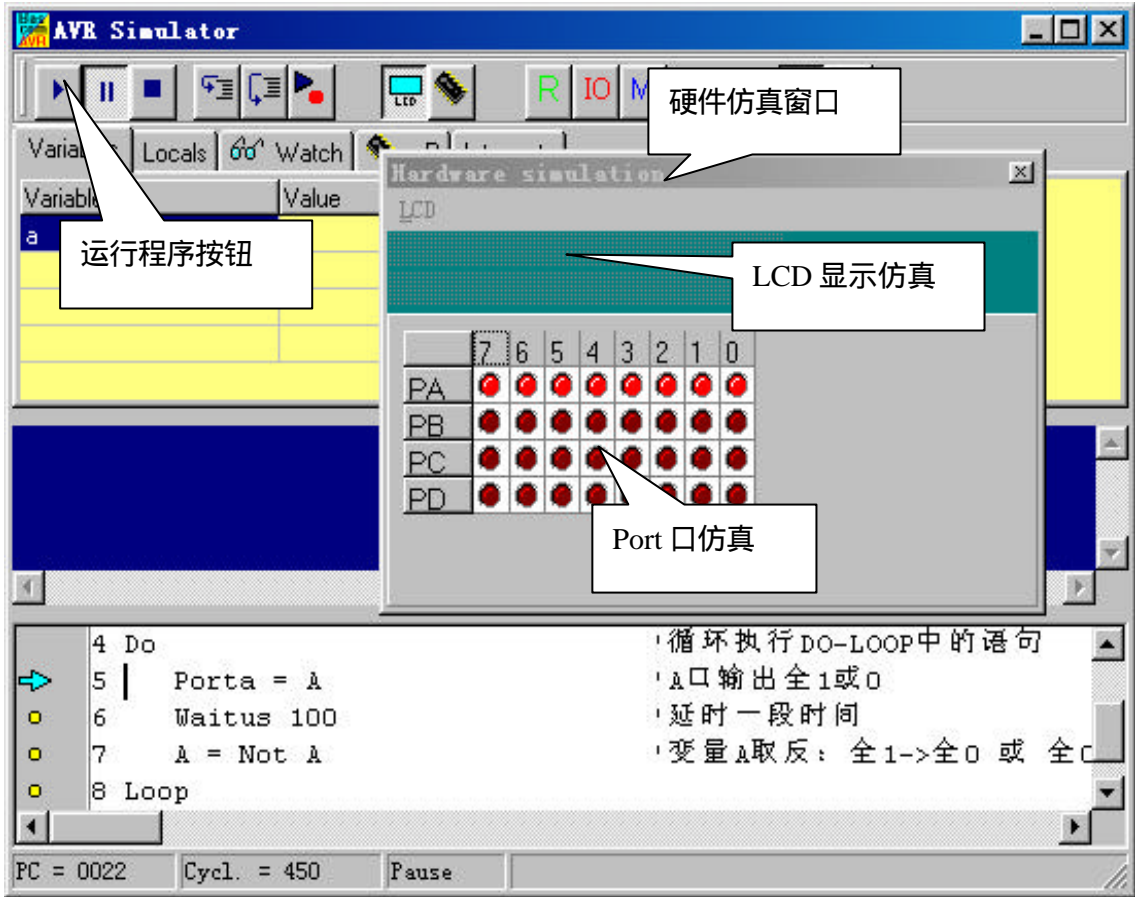 AVR Simulator
LCD
R IO M
硬件仿真窗口
Locals Watch
Hardware simulation
Variable Value
LCD
a
运行程序按钮
LCD 显示仿真
7 6 5 4 3 2 1 0
PA
PB
PC
PD
Port 口仿真
4 Do '循环执行DO-LOOP中的语句
5 Porta = A 'A口输出全1或0
6 Waitus 100 '延时一段时间
7 A = Not A '变量A取反：全1->全0 或 全0
8 Loop
PC = 0022 Cycl. = 450 Pause